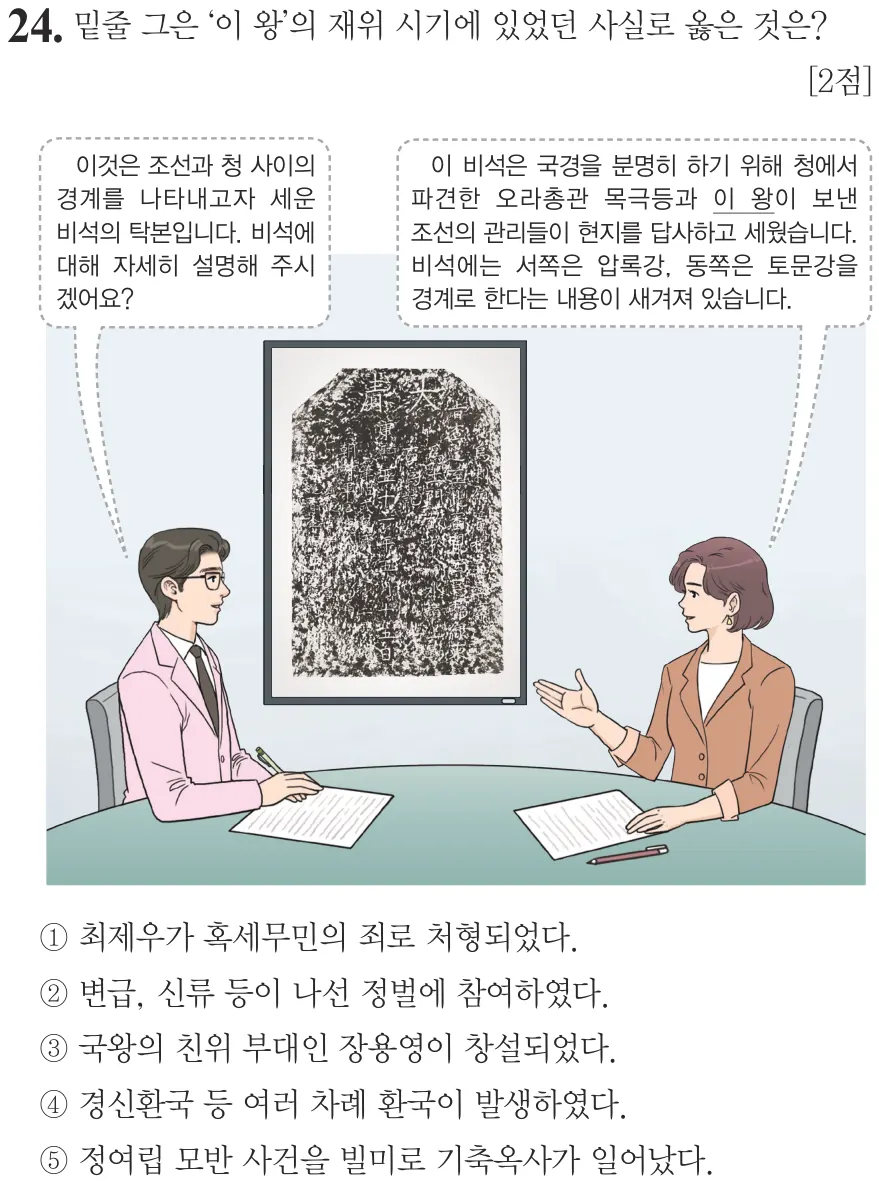 24. 밑줄 그은 ‘이 왕’의 재위 시기에 있었던 사실로 옳은 것은?
[2점]
이것은 조선과 청 사이의
경계를 나타내고자 세운
비석의 탁본입니다. 비석에
대해 자세히 설명해 주시
겠어요?
이 비석은 국경을 분명히 하기 위해 청에서
파견한 오라총관 목극등과 이 왕이 보낸
조선의 관리들이 현지를 답사하고 세웠습니다.
비석에는 서쪽은 압록강, 동쪽은 토문강을
경계로 한다는 내용이 새겨져 있습니다.
① 최제우가 혹세무민의 죄로 처형되었다.
② 변급, 신류 등이 나선 정벌에 참여하였다.
③ 국왕의 친위 부대인 장용영이 창설되었다.
④ 경신환국 등 여러 차례 환국이 발생하였다.
⑤ 정여립 모반 사건을 빌미로 기축옥사가 일어났다.